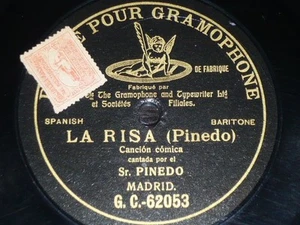 POUR GRAMOPHONE
DE FABRIQUE
Fabriqué par
The Gramophone and Typewriter Ltd
et Sociétés Filiales.
SPANISH BARITONE
LA RISA (Pinedo)
Canción cómica
cantada por el
Sr. PINEDO
MADRID.
G.C.-62053